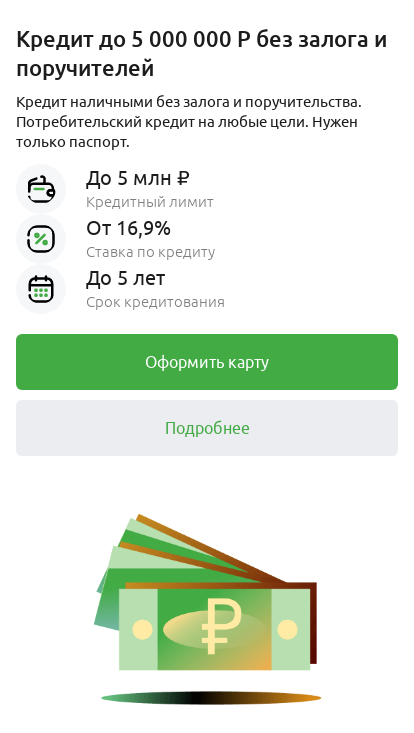 Кредит до 5 000 000 Р без залога и
поручителей
Кредит наличными без залога и поручительства.
Потребительский кредит на любые цели. Нужен
только паспорт.
До 5 млн ₽
Кредитный лимит
От 16,9%
Ставка по кредиту
До 5 лет
Срок кредитования
Оформить карту
Подробнее
₽